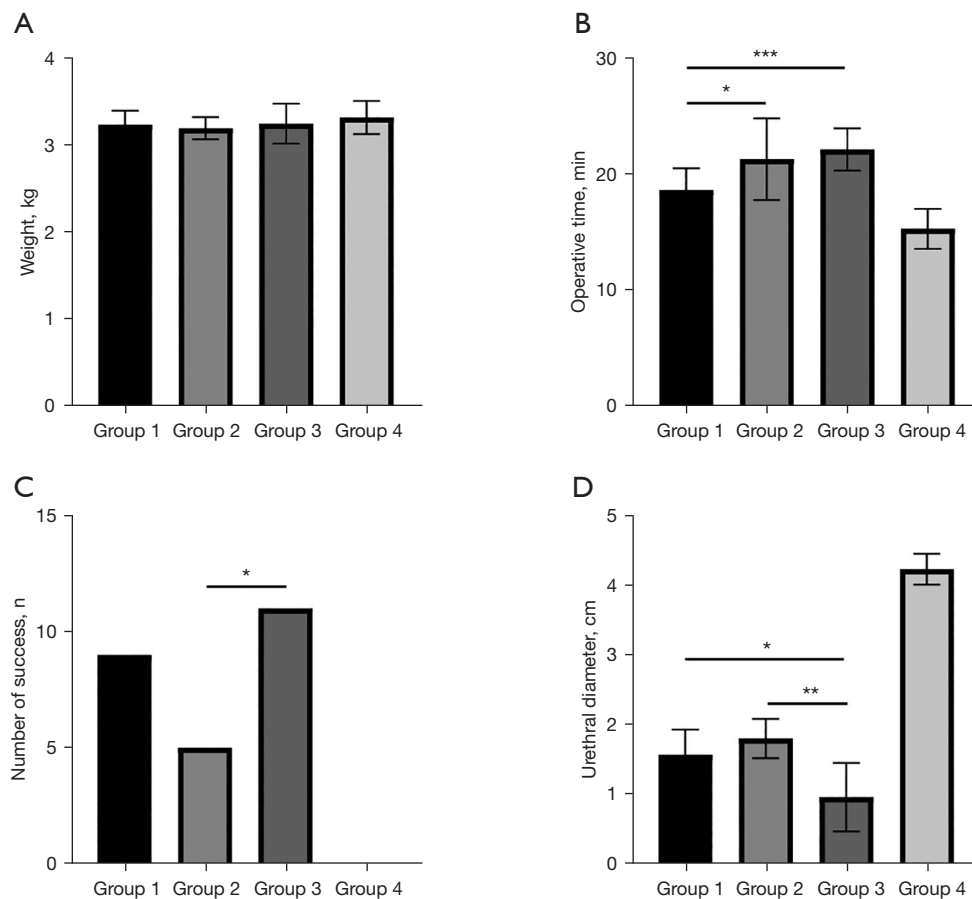 A
4
3
2
1
0
Weight, kg
Group 1 Group 2 Group 3 Group 4
B
30
20
10
0
Operative time, min
***
*
Group 1 Group 2 Group 3 Group 4
C
15
10
5
0
Number of success, n
*
Group 1 Group 2 Group 3 Group 4
D
5
4
3
2
1
0
Urethral diameter, cm
*
**
Group 1 Group 2 Group 3 Group 4